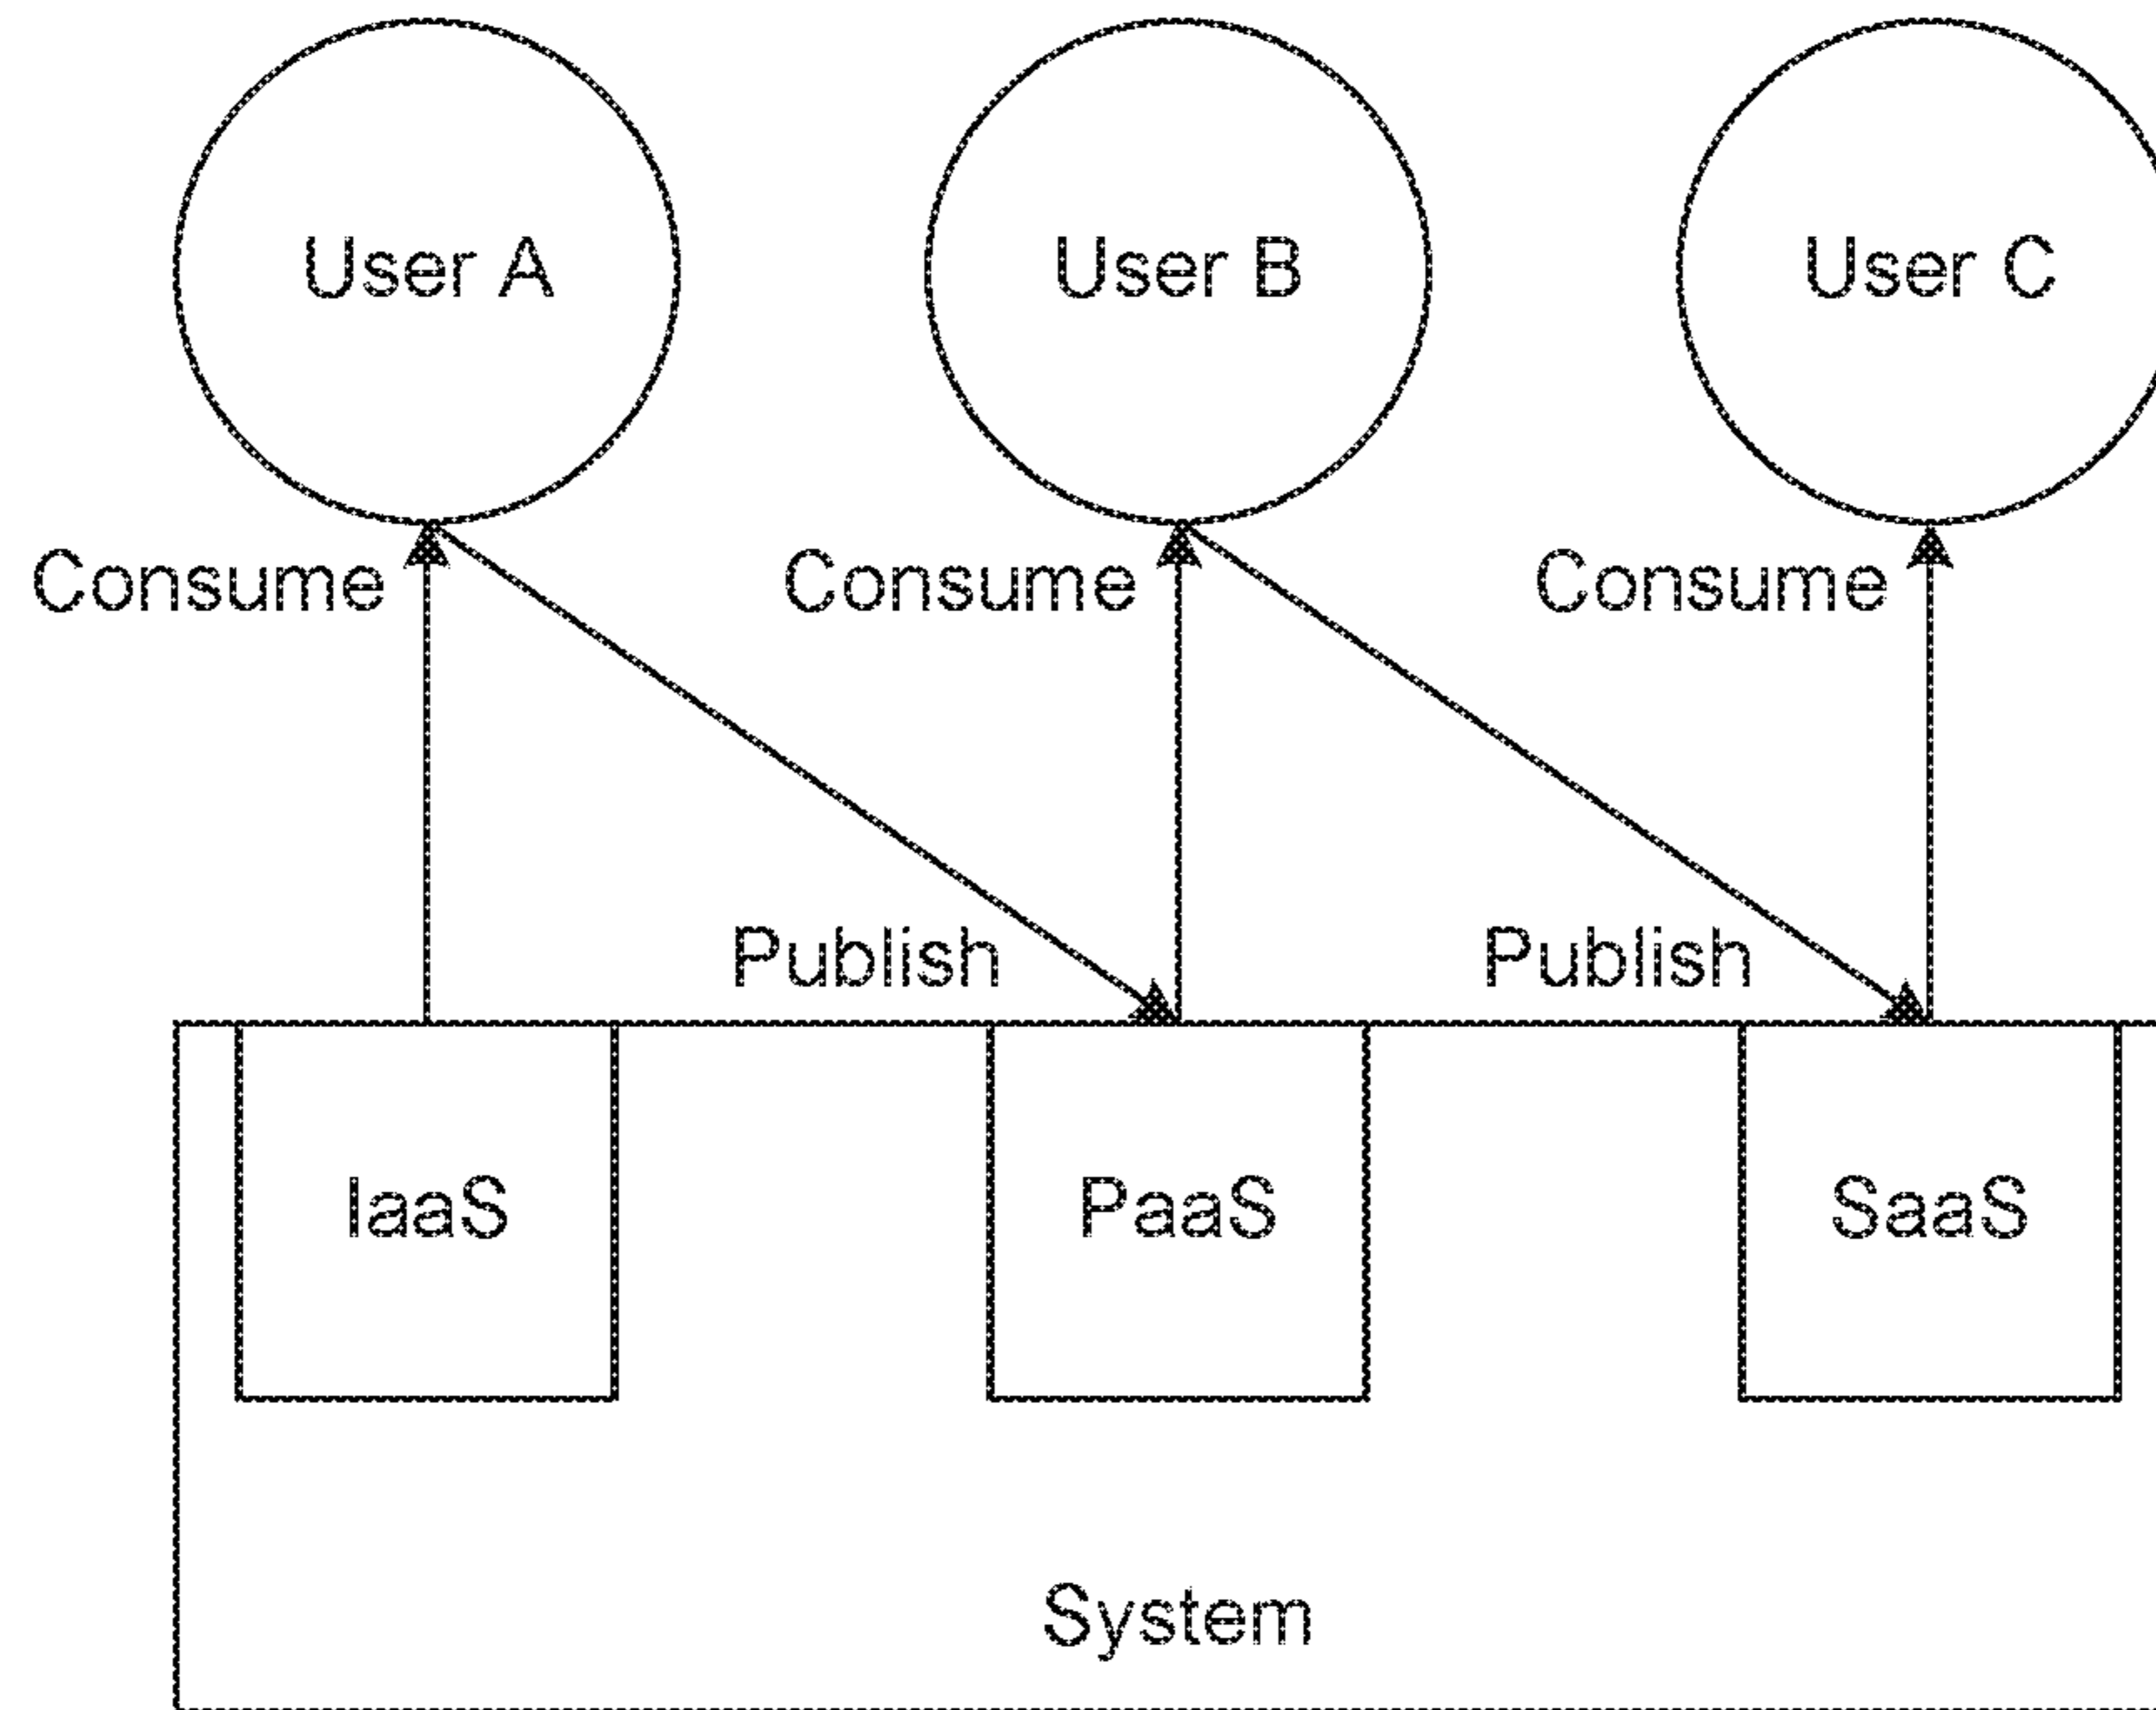 User A
User B
User C
Consume
Consume
Consume
Publish
Publish
IaaS
PaaS
SaaS
System